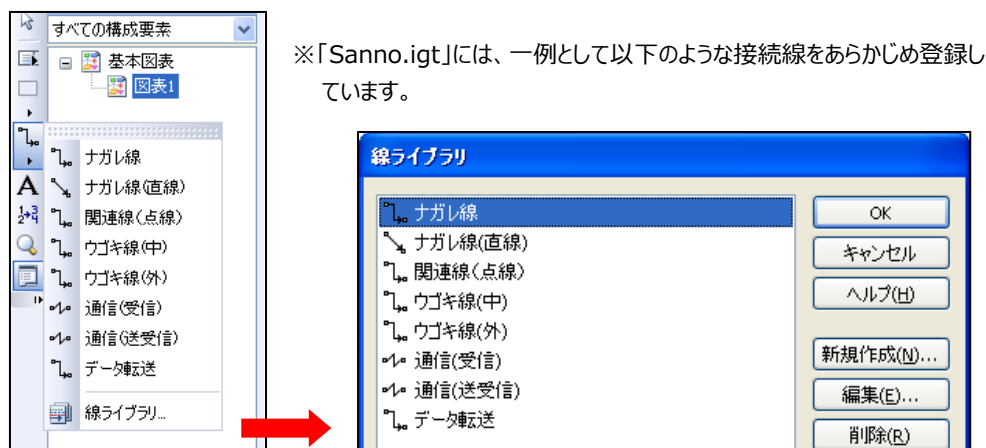 すべての構成要素
基本図表
図表1
ナガレ線
ナガレ線(直線)
関連線(点線)
ウゴキ線(中)
ウゴキ線(外)
通信(受信)
通信(送受信)
データ転送
線ライブラリ...
※「Sanno.igt」には、一例として以下のような接続線をあらかじめ登録し
ています。
線ライブラリ
ナガレ線
ナガレ線(直線)
関連線(点線)
ウゴキ線(中)
ウゴキ線(外)
通信(受信)
通信(送受信)
データ転送
OK
キャンセル
ヘルプ(H)
新規作成(N)...
編集(E)...
削除(R)